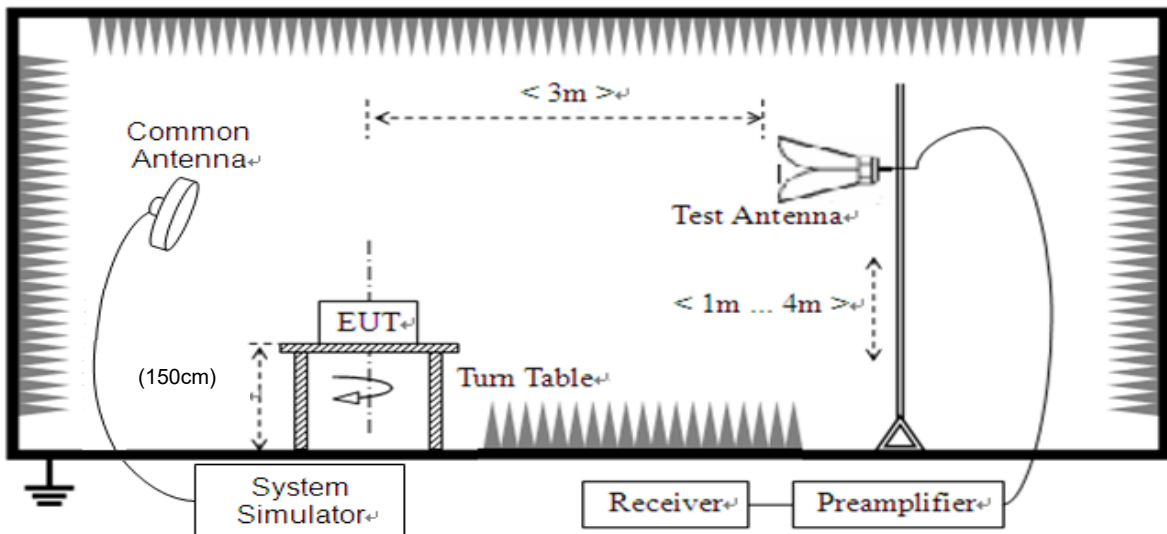 < 3m >↵
Common
Antenna↵
Test Antenna↵
< 1m ... 4m >↵
EUT↵
(150cm)
Turn Table↵
System
Simulator↵
Receiver↵
Preamplifier↵